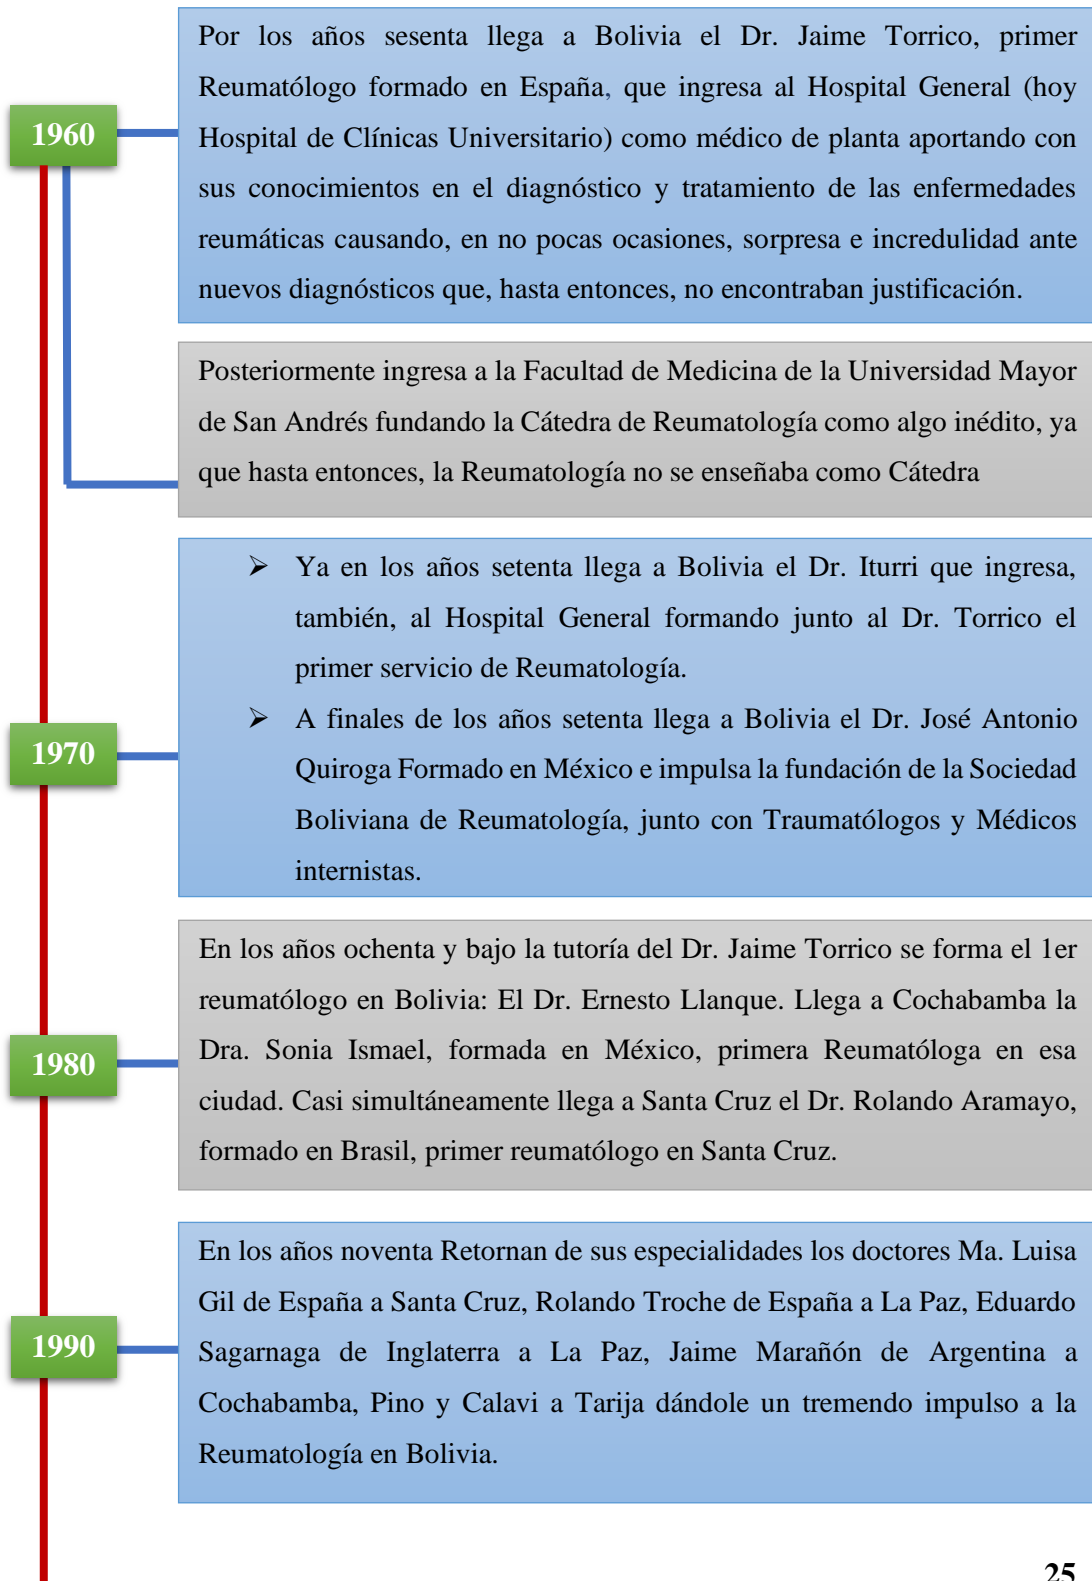 Por los años sesenta llega a Bolivia el Dr. Jaime Torrico, primer
Reumatólogo formado en España, que ingresa al Hospital General (hoy
1960
Hospital de Clínicas Universitario) como médico de planta aportando con
sus conocimientos en el diagnóstico y tratamiento de las enfermedades
reumáticas causando, en no pocas ocasiones, sorpresa e incredulidad ante
nuevos diagnósticos que, hasta entonces, no encontraban justificación.
Posteriormente ingresa a la Facultad de Medicina de la Universidad Mayor
de San Andrés fundando la Cátedra de Reumatología como algo inédito, ya
que hasta entonces, la Reumatología no se enseñaba como Cátedra
➢ Ya en los años setenta llega a Bolivia el Dr. Iturri que ingresa,
también, al Hospital General formando junto al Dr. Torrico el
primer servicio de Reumatología.
➢ A finales de los años setenta llega a Bolivia el Dr. José Antonio
1970
Quiroga Formado en México e impulsa la fundación de la Sociedad
Boliviana de Reumatología, junto con Traumatólogos y Médicos
internistas.
En los años ochenta y bajo la tutoría del Dr. Jaime Torrico se forma el 1er
reumatólogo en Bolivia: El Dr. Ernesto Llanque. Llega a Cochabamba la
1980
Dra. Sonia Ismael, formada en México, primera Reumatóloga en esa
ciudad. Casi simultáneamente llega a Santa Cruz el Dr. Rolando Aramayo,
formado en Brasil, primer reumatólogo en Santa Cruz.
En los años noventa Retornan de sus especialidades los doctores Ma. Luisa
Gil de España a Santa Cruz, Rolando Troche de España a La Paz, Eduardo
1990
Sagarnaga de Inglaterra a La Paz, Jaime Marañón de Argentina a
Cochabamba, Pino y Calavi a Tarija dándole un tremendo impulso a la
Reumatología en Bolivia.
25